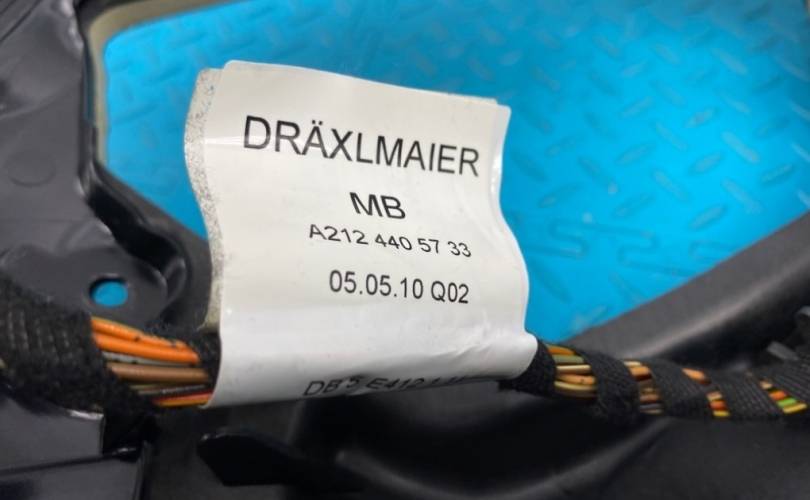 DRÄXLMAIER
MB
A212 440 57 33
05.05.10 Q02